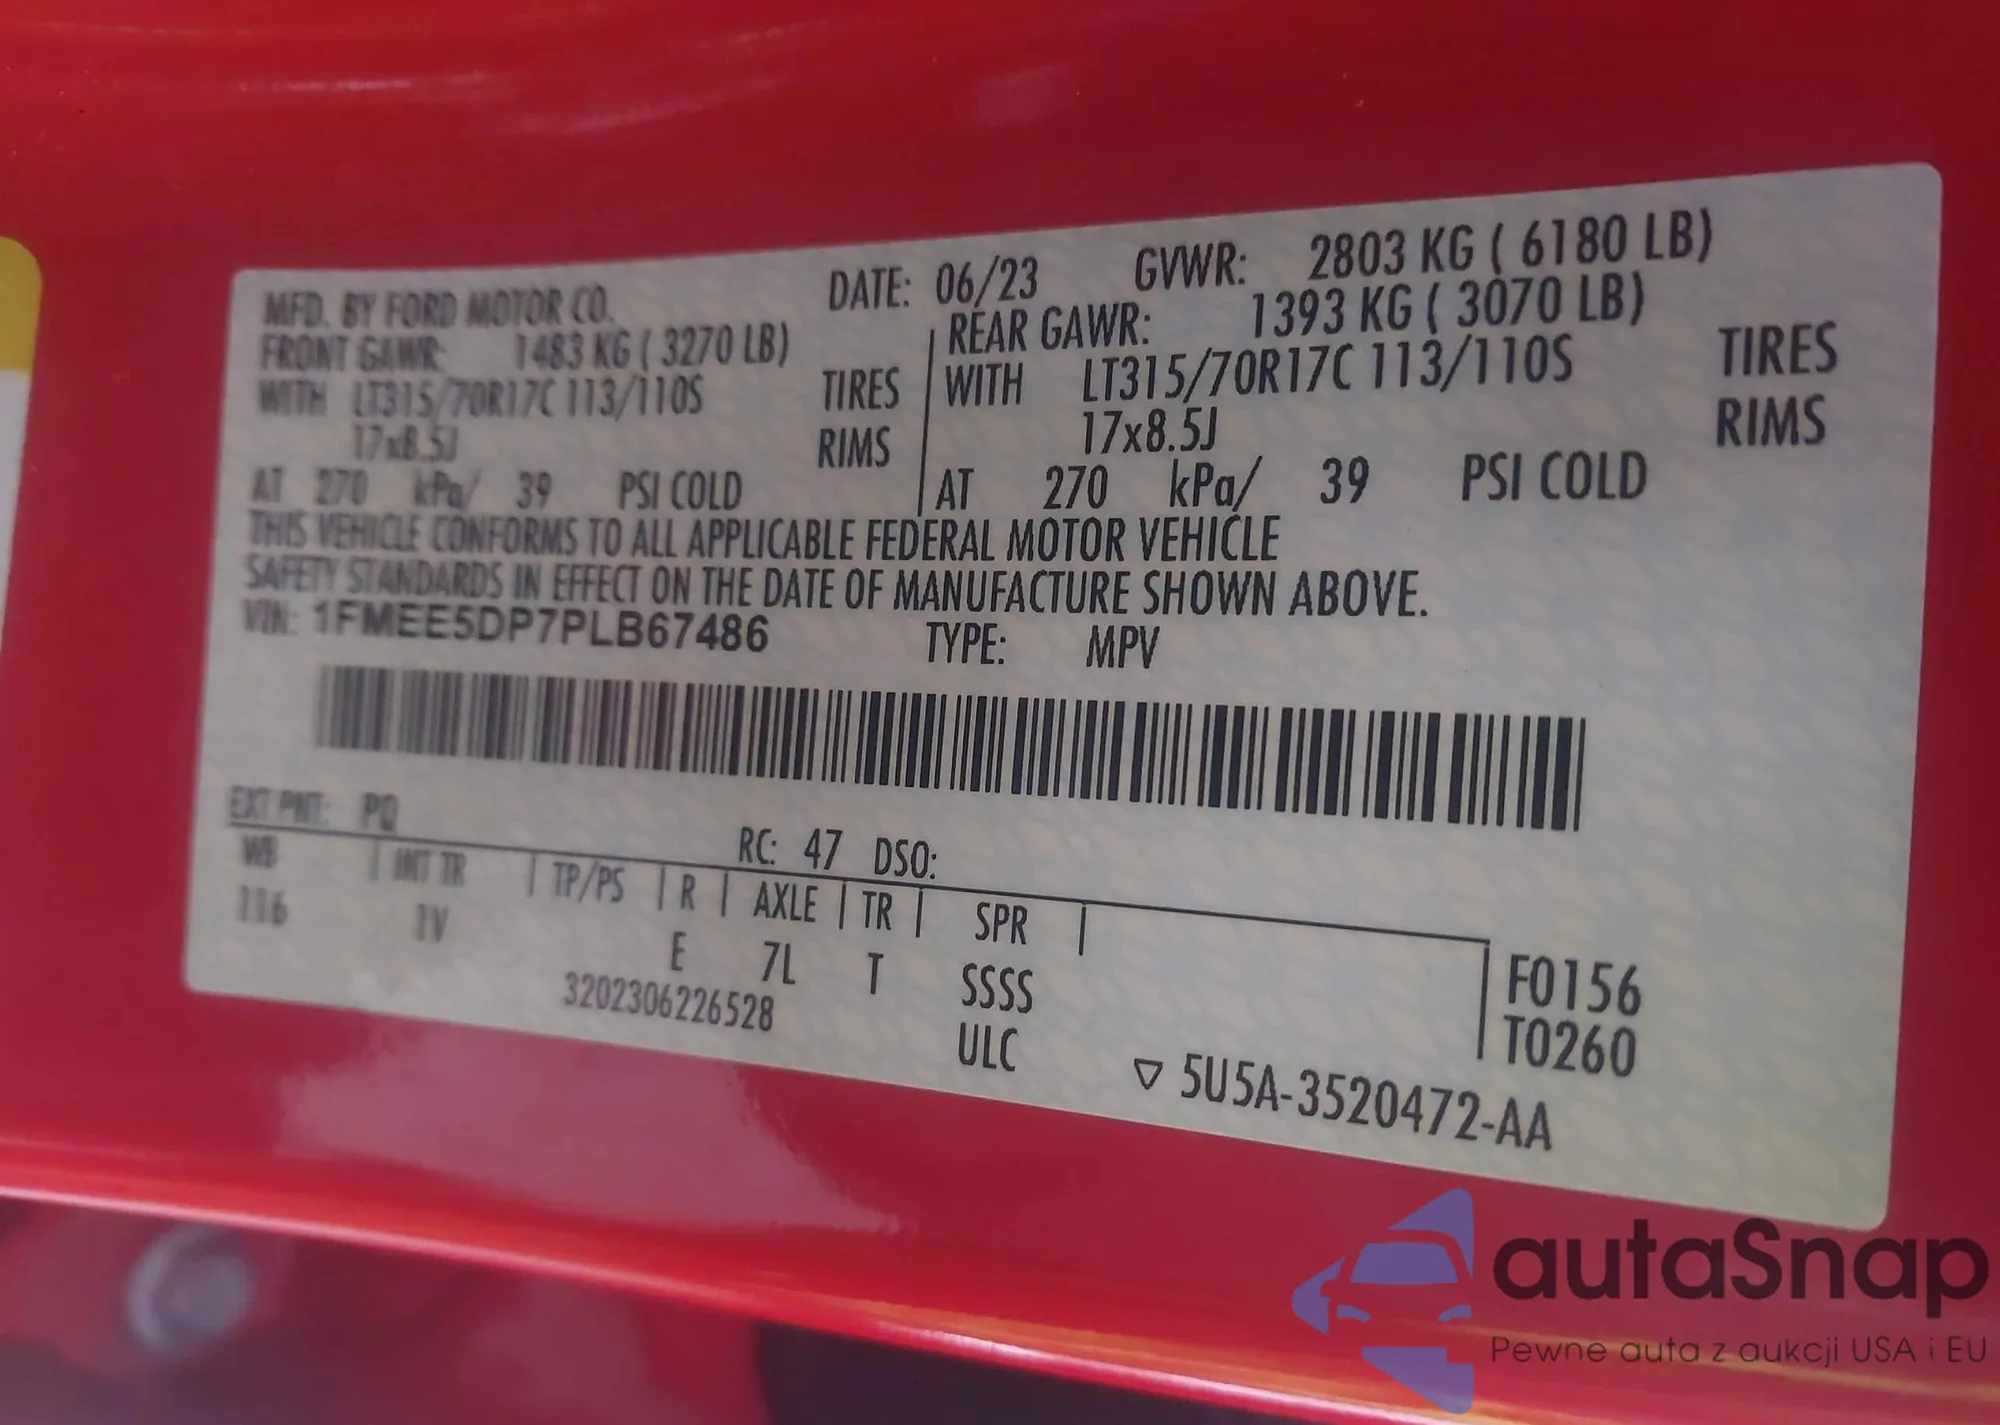 MFD. BY FORD MOTOR CO. DATE: 06/23 GVWR: 2803 KG ( 6180 LB)
FRONT GAWR: 1483 KG ( 3270 LB) REAR GAWR: 1393 KG ( 3070 LB)
WITH LT315/70R17C 113/110S TIRES WITH LT315/70R17C 113/110S TIRES
17x8.5J RIMS 17x8.5J RIMS
AT 270 kPa/ 39 PSI COLD AT 270 kPa/ 39 PSI COLD
THIS VEHICLE CONFORMS TO ALL APPLICABLE FEDERAL MOTOR VEHICLE
SAFETY STANDARDS IN EFFECT ON THE DATE OF MANUFACTURE SHOWN ABOVE.
VIN: 1FMEE5DP7PLB67486 TYPE: MPV
EXT PNT: PQ RC: 47 DSO:
WB | INT TR | TP/PS | R | AXLE | TR | SPR |
116 1V E 7L T SSSS F0156
3202306226528 ULC T0260
▽ 5U5A-3520472-AA
autaSnap
Pewne auta z aukcji USA i EU